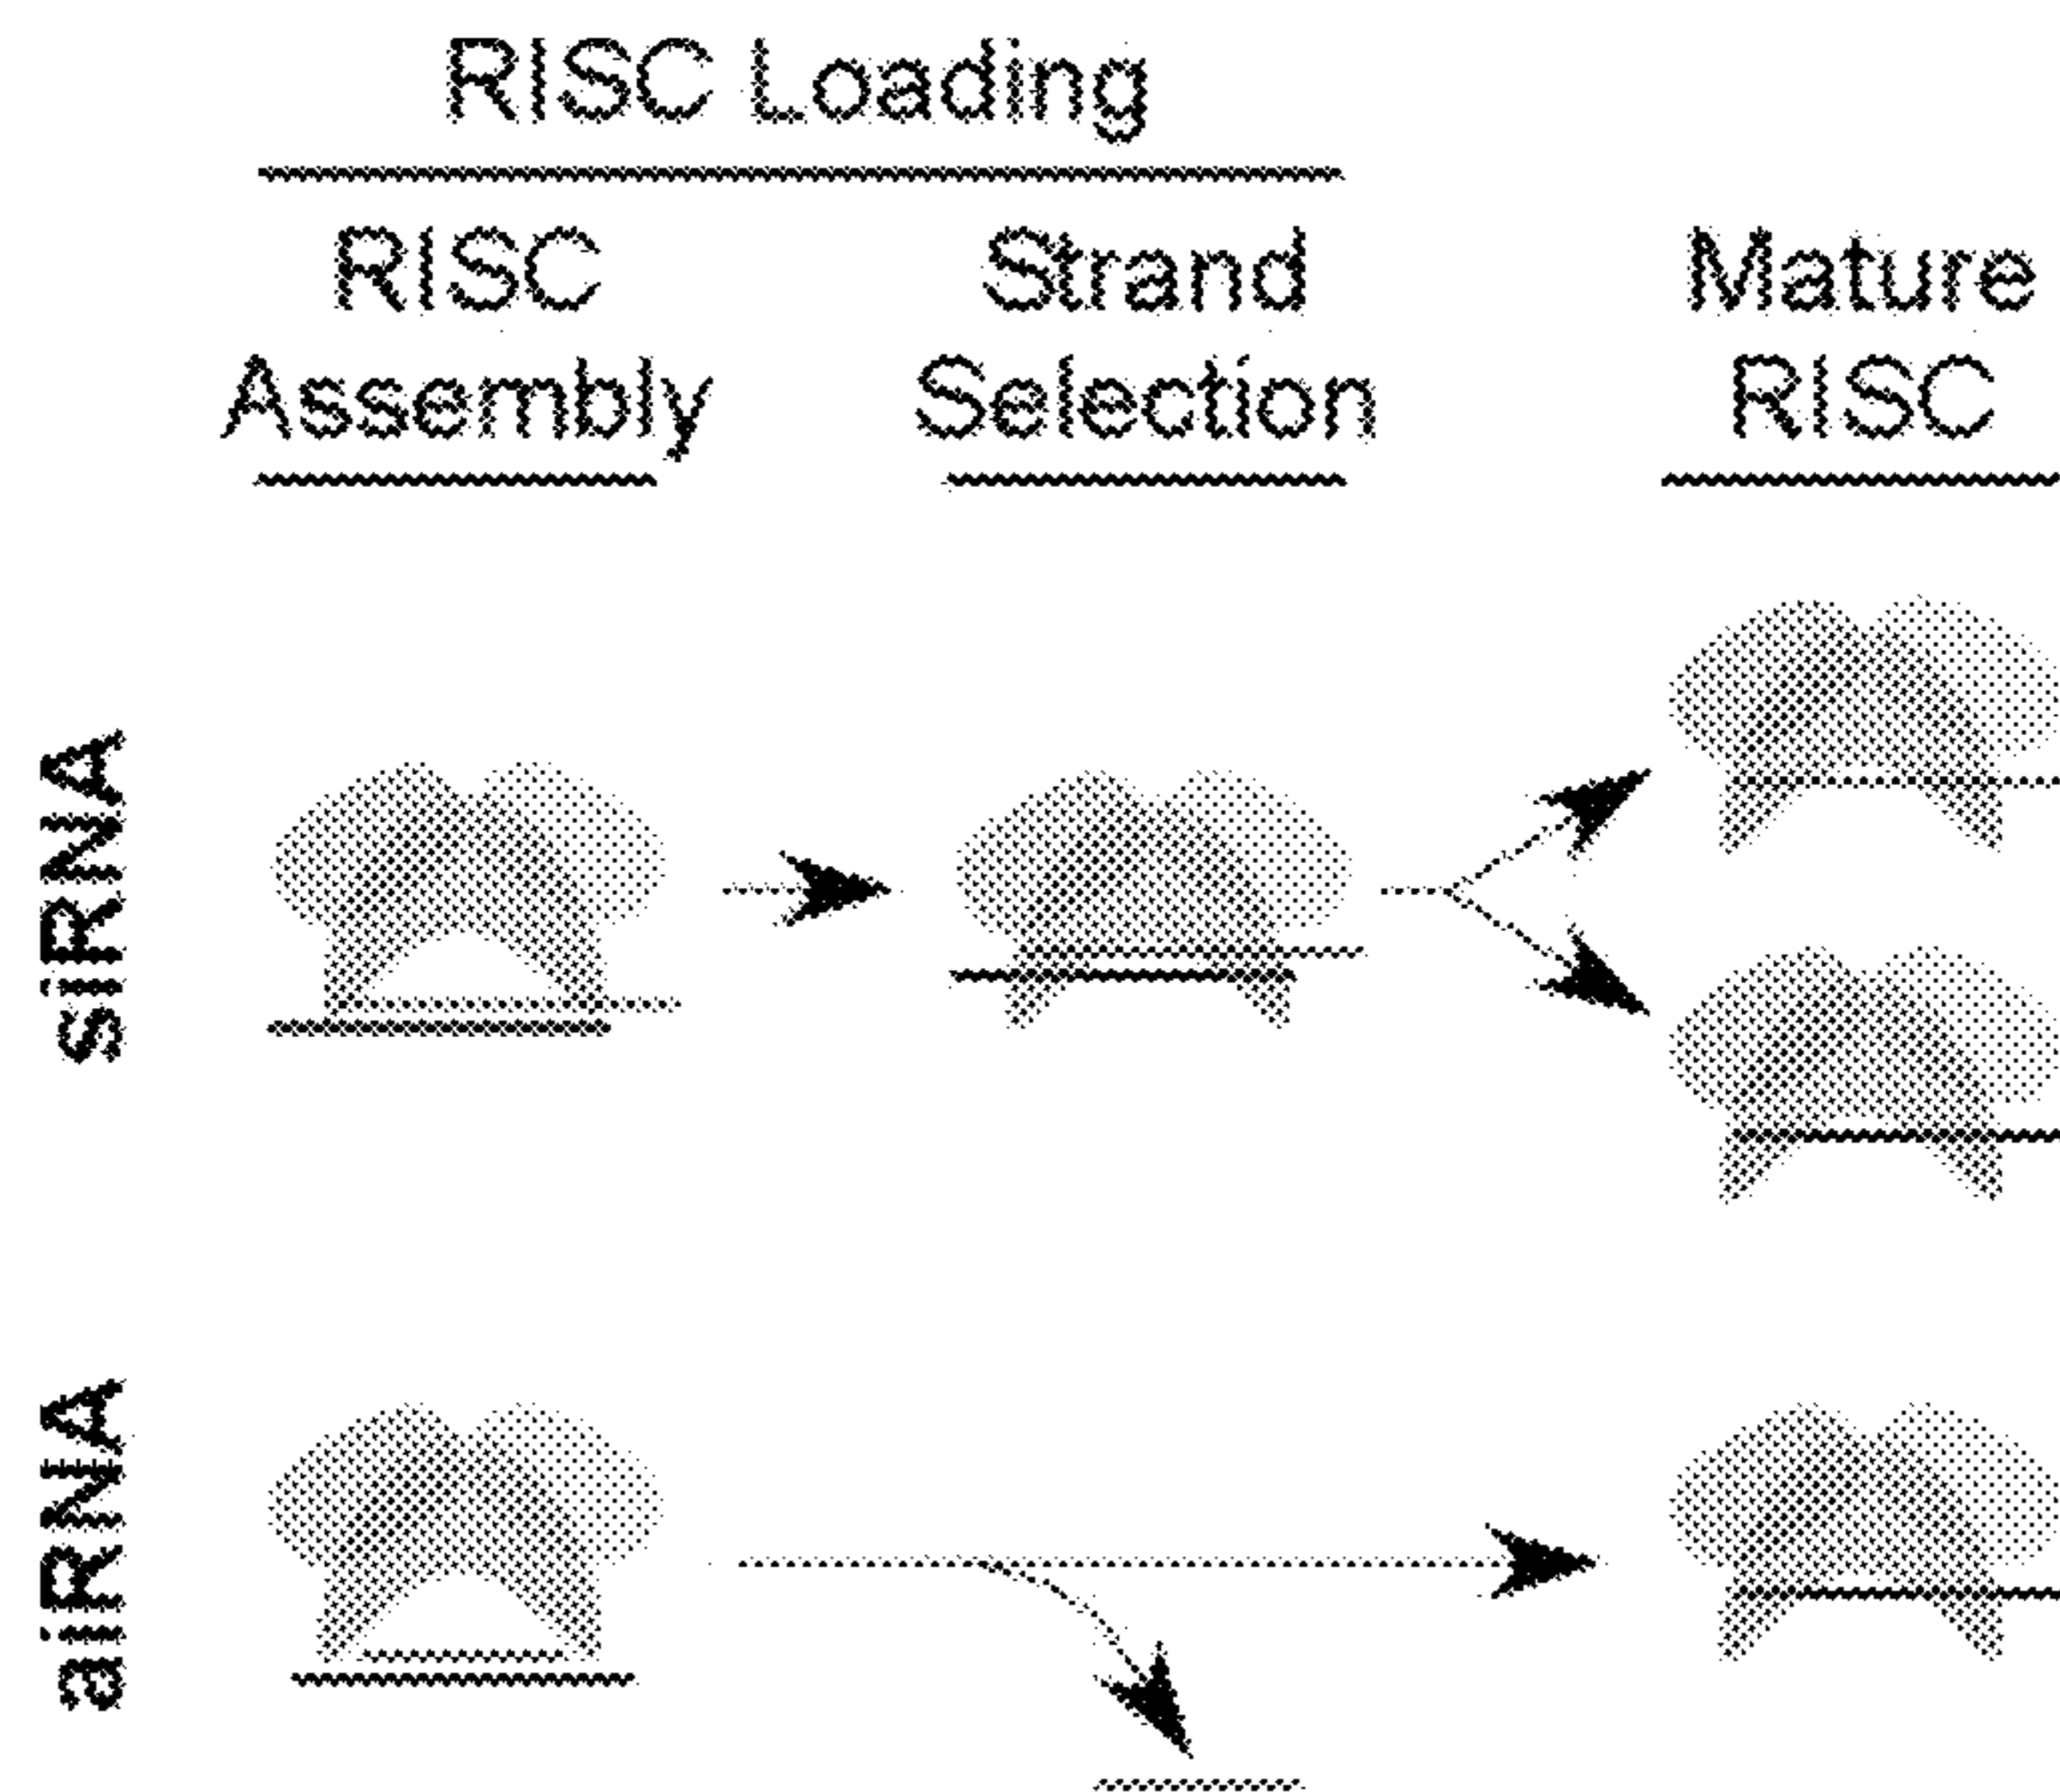 RISC Loading
RISC Assembly
Strand Selection
Mature RISC
siRNA
aiRNA